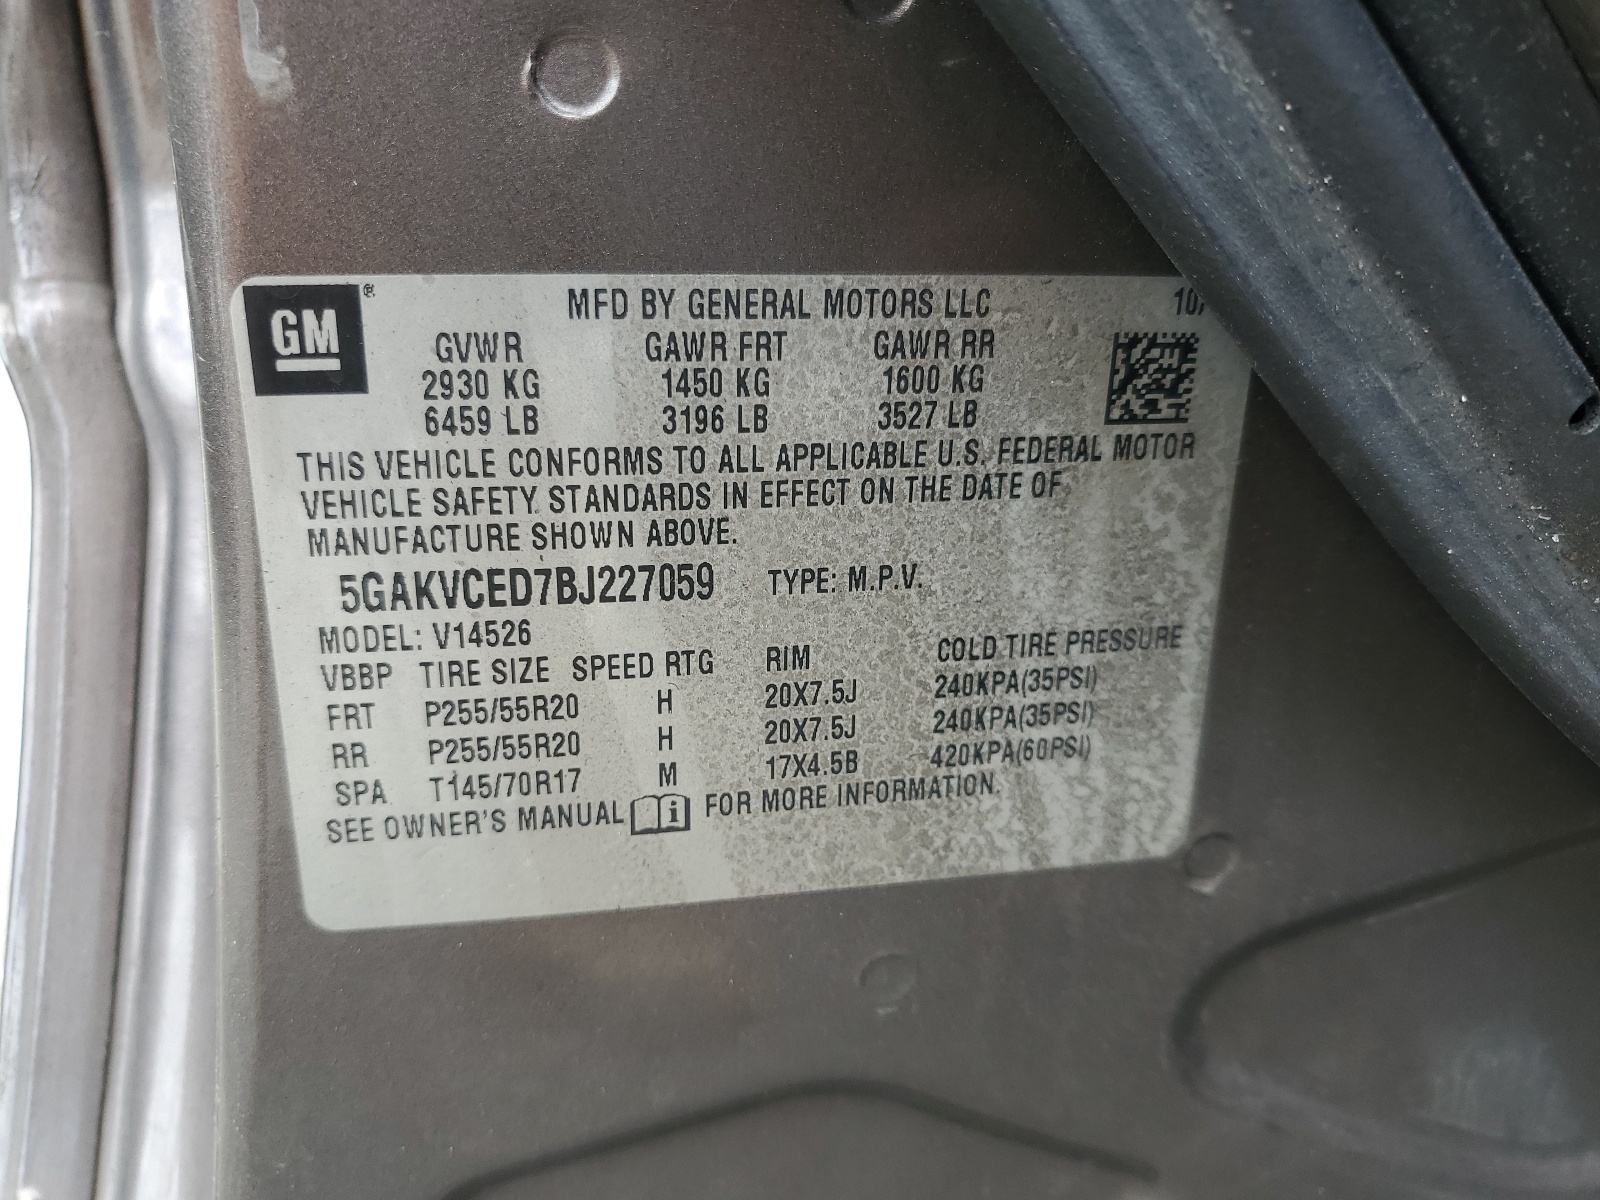 GM ® MFD BY GENERAL MOTORS LLC 10/
GVWR GAWR FRT GAWR RR
2930 KG 1450 KG 1600 KG
6459 LB 3196 LB 3527 LB
THIS VEHICLE CONFORMS TO ALL APPLICABLE U.S. FEDERAL MOTOR
VEHICLE SAFETY STANDARDS IN EFFECT ON THE DATE OF
MANUFACTURE SHOWN ABOVE.
5GAKVCED7BJ227059 TYPE: M.P.V.
MODEL: V14526
VBBP TIRE SIZE SPEED RTG RIM COLD TIRE PRESSURE
FRT P255/55R20 H 20X7.5J 240KPA(35PSI)
RR P255/55R20 H 20X7.5J 240KPA(35PSI)
SPA T145/70R17 M 17X4.5B 420KPA(60PSI)
SEE OWNER'S MANUAL i FOR MORE INFORMATION.